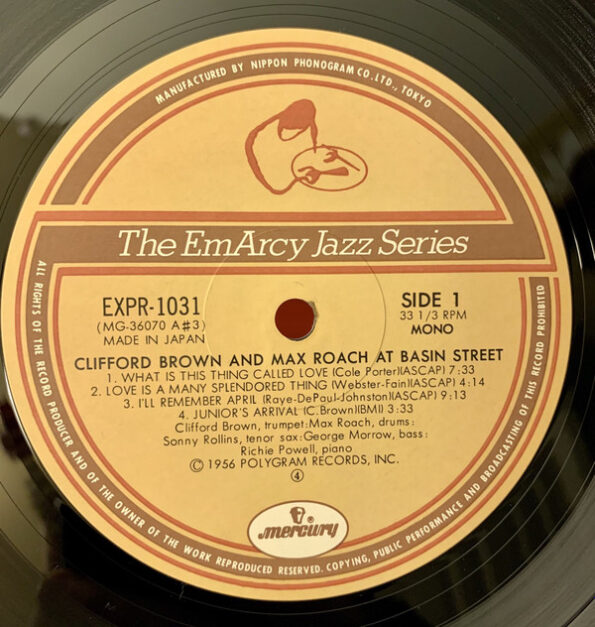 MANUFACTURED BY NIPPON PHONOGRAM CO. LTD., TOKYO
The EmArcy Jazz Series
EXPR-1031
(MG-36070 A#3)
MADE IN JAPAN
SIDE 1
33 1/3 RPM
MONO
CLIFFORD BROWN AND MAX ROACH AT BASIN STREET
1. WHAT IS THIS THING CALLED LOVE (Cole Porter)(ASCAP) 7:33
2. LOVE IS A MANY SPLENDORED THING (Webster-Fain)(ASCAP) 4:14
3. I'LL REMEMBER APRIL (Raye-DePaul-Johnston)(ASCAP) 9:13
4. JUNIOR'S ARRIVAL (C.Brown)(BMI) 3:33
Clifford Brown, trumpet: Max Roach, drums:
Sonny Rollins, tenor sax: George Morrow, bass:
Richie Powell, piano
Ⓒ 1956 POLYGRAM RECORDS, INC.
④
mercury
ALL RIGHTS OF THE RECORD PRODUCER AND OF THE OWNER OF THE WORK REPRODUCED RESERVED. COPYING, PUBLIC PERFORMANCE AND BROADCASTING OF THIS RECORD PROHIBITED